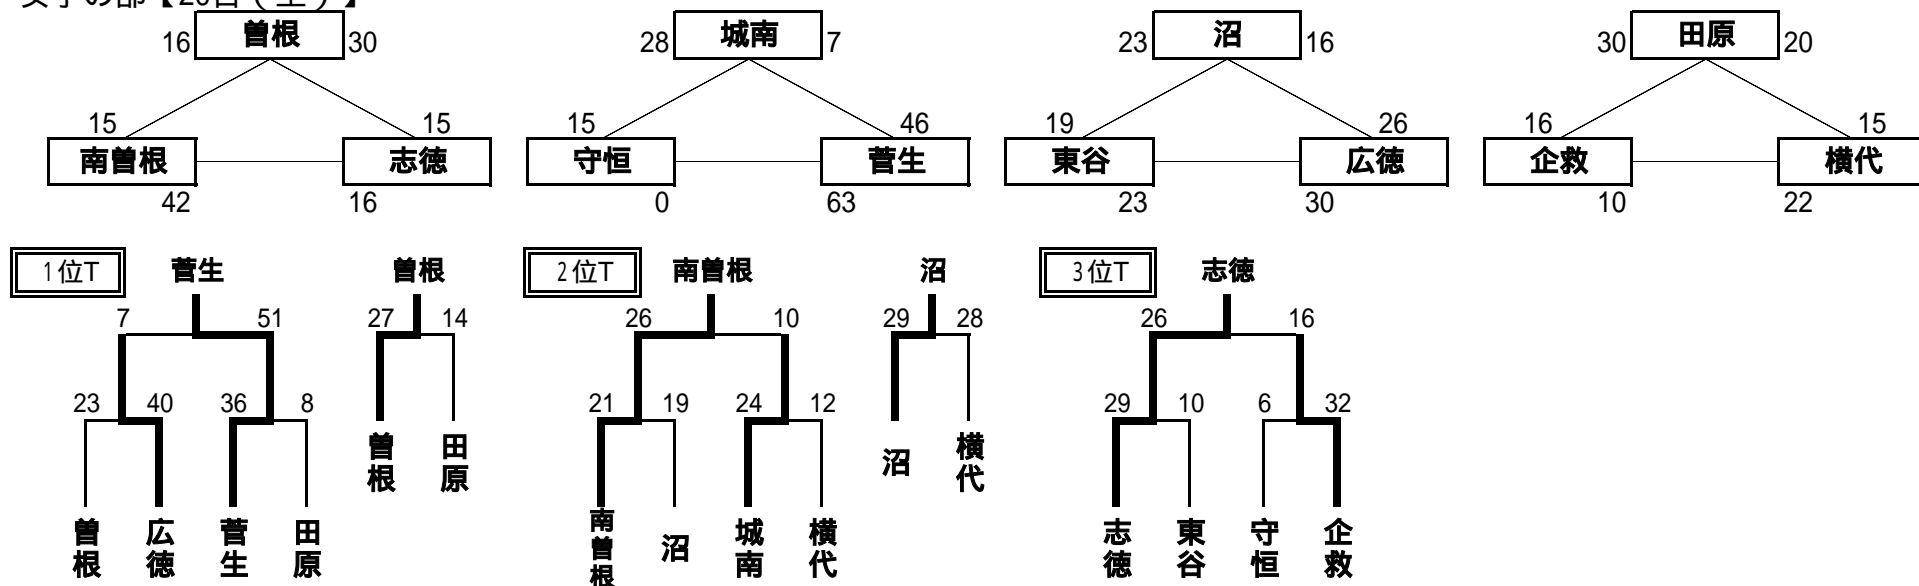 女子の部【20日(土)】
16 曽根 30 28 城南 7 23 沼 16 30 田原 20
15 15 15 46 19 26 16 15
南曽根 志徳 守恒 菅生 東谷 広徳 企救 横代
42 16 0 63 23 30 10 22
1位T 菅生 曽根 2位T 南曽根 沼 3位T 志徳
7 51 27 14 26 10 29 28 26 16
23 40 36 8 21 19 24 12 29 10 6 32
曽根 田原 沼 横代
曽根 広徳 菅生 田原 南曽根 沼 城南 横代 志徳 東谷 守恒 企救